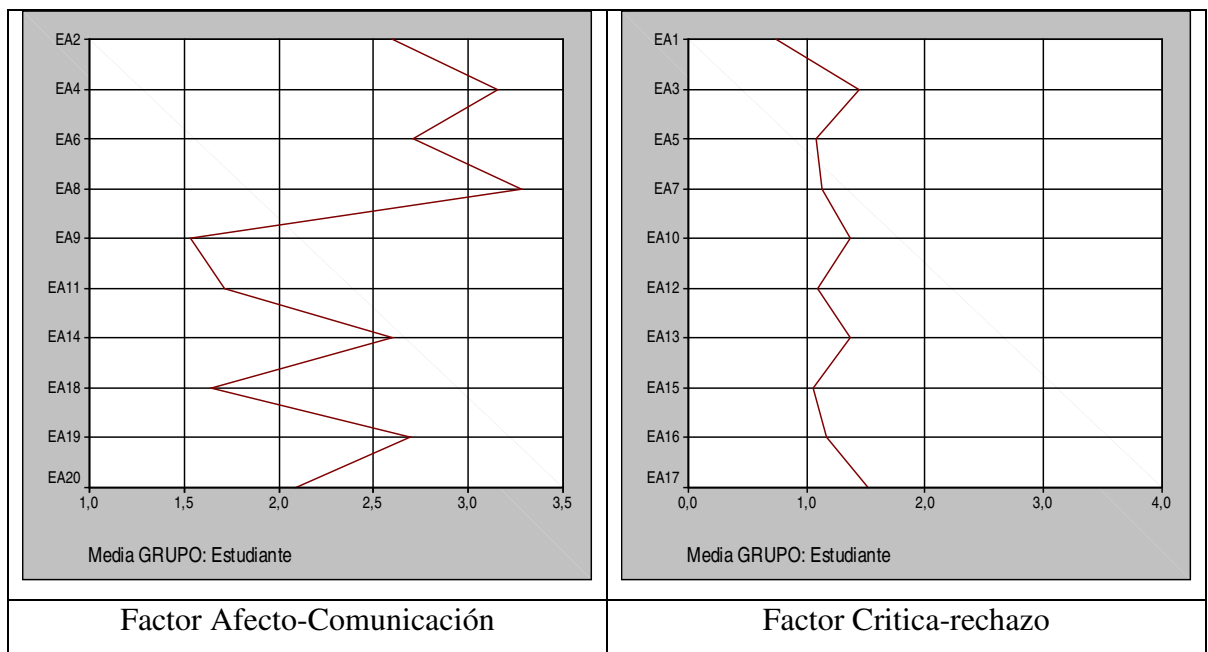 EA2
EA4
EA6
EA8
EA9
EA11
EA14
EA18
EA19
EA20
1,0 1,5 2,0 2,5 3,0 3,5
Media GRUPO: Estudiante
EA1
EA3
EA5
EA7
EA10
EA12
EA13
EA15
EA16
EA17
0,0 1,0 2,0 3,0 4,0
Media GRUPO: Estudiante
Factor Afecto-Comunicación
Factor Critica-rechazo